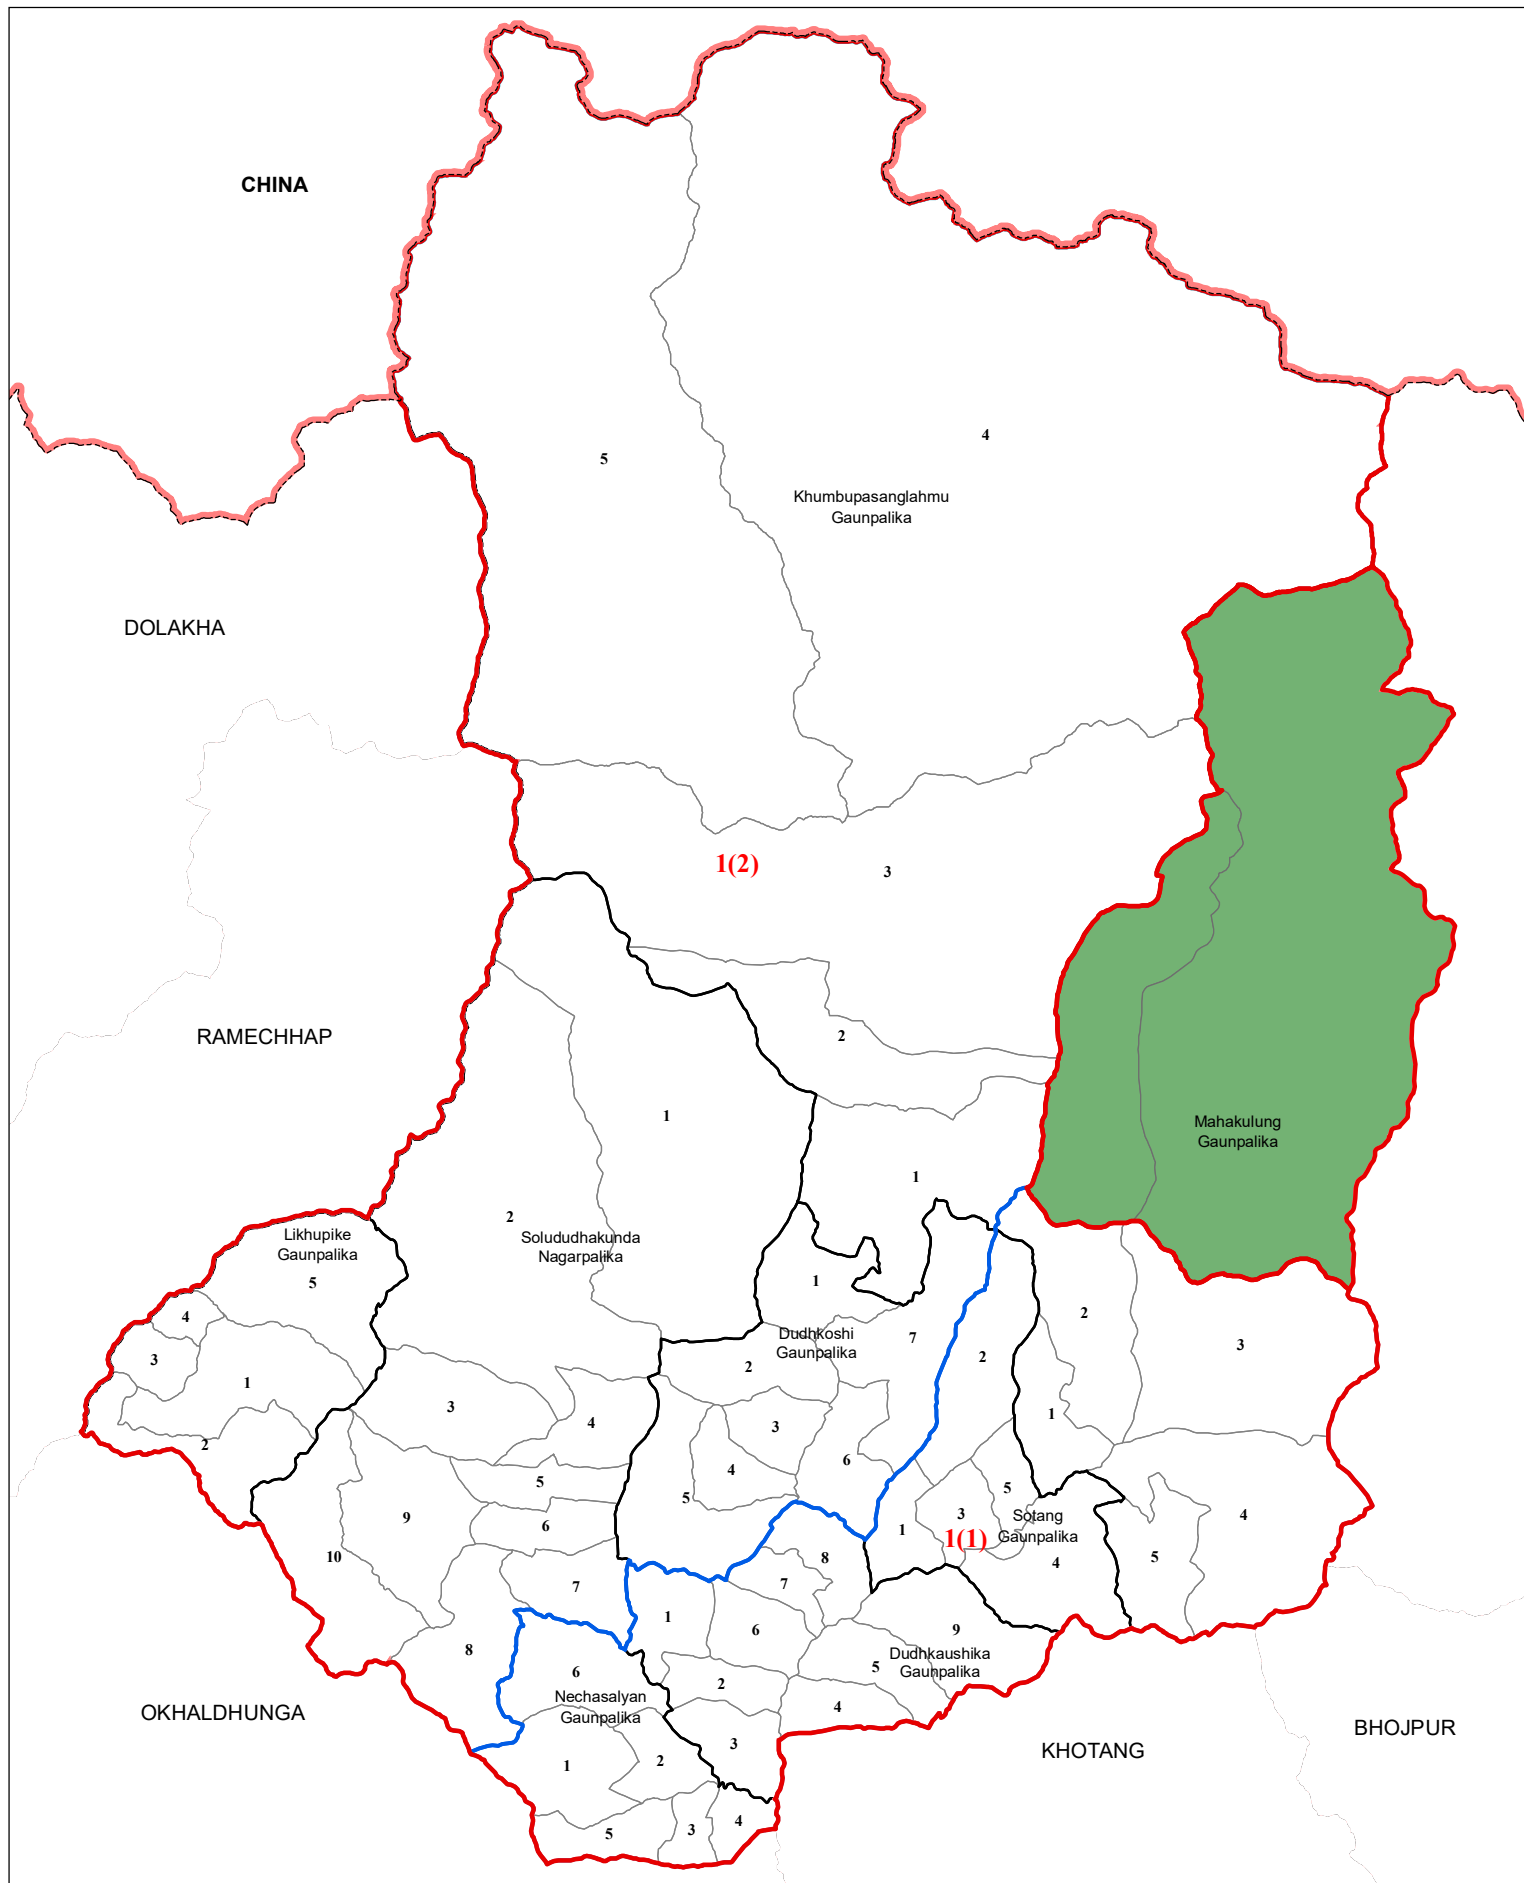 CHINA
4
5
Khumbupasanglahmu
Gaunpalika
DOLAKHA
1(2)
3
2
RAMECHHAP
1
Mahakulung
Gaunpalika
1
2
Solududhakunda
Nagarpalika
Likhupike
Gaunpalika
5
1
2
4
Dudhkoshi
Gaunpalika
7
3
2
3
2
1
3
1
4
3
2
4
6
5
4
5
5
9
3
4
6
1
1(1)
Sotang
Gaunpalika
10
8
5
4
7
7
1
6
9
8
Dudhkaushika
Gaunpalika
5
6
2
Nechasalyan
Gaunpalika
4
OKHALDHUNGA
BHOJPUR
3
KHOTANG
1
2
4
3
5